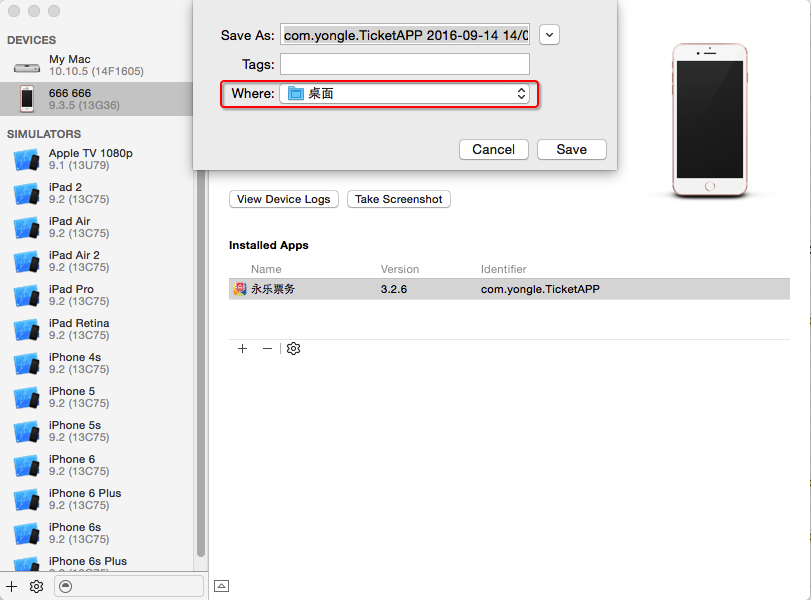 Save As: com.yongle.TicketAPP 2016-09-14 14/0
Tags:
Where: 桌面
Cancel Save
DEVICES
My Mac
10.10.5 (14F1605)
666 666
9.3.5 (13G36)
SIMULATORS
Apple TV 1080p
9.1 (13U79)
iPad 2
9.2 (13C75)
iPad Air
9.2 (13C75)
iPad Air 2
9.2 (13C75)
iPad Pro
9.2 (13C75)
iPad Retina
9.2 (13C75)
iPhone 4s
9.2 (13C75)
iPhone 5
9.2 (13C75)
iPhone 5s
9.2 (13C75)
iPhone 6
9.2 (13C75)
iPhone 6 Plus
9.2 (13C75)
iPhone 6s
9.2 (13C75)
iPhone 6s Plus
View Device Logs Take Screenshot
Installed Apps
Name Version Identifier
永乐票务 3.2.6 com.yongle.TicketAPP